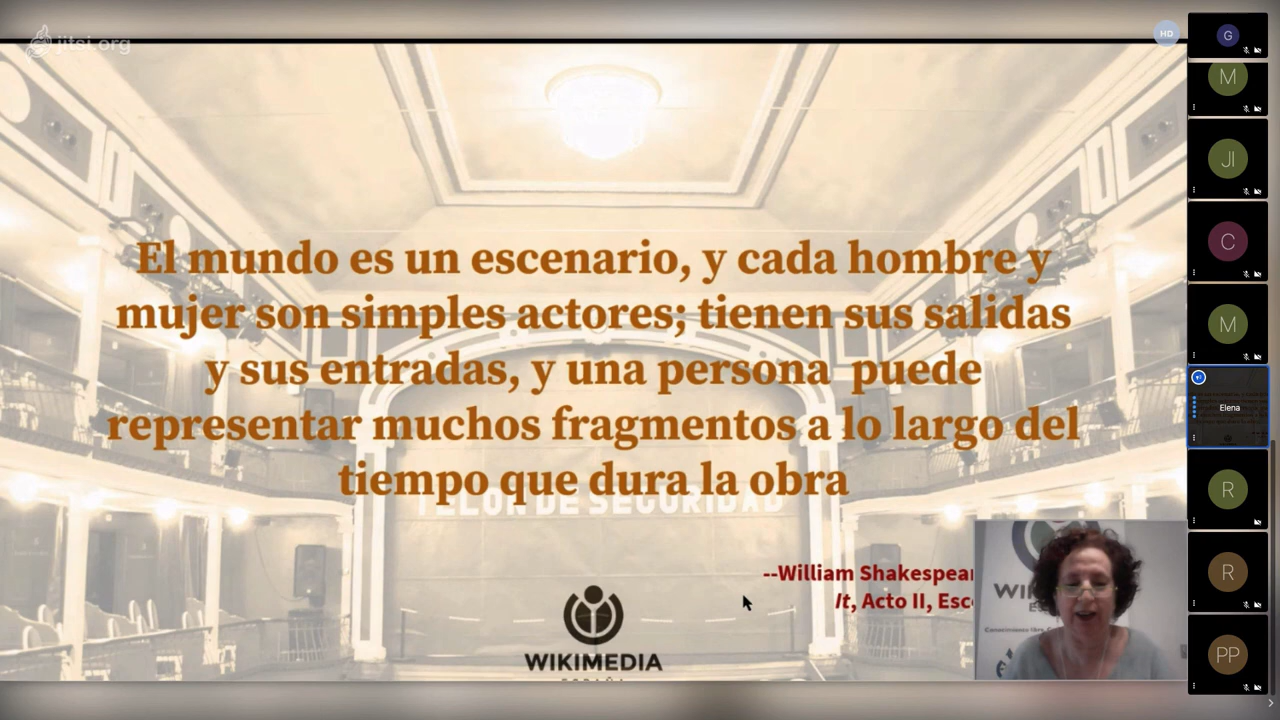 jitsi.org
HD
G
M
JI
C
M
Elena
R
R
PP
El mundo es un escenario, y cada hombre y
mujer son simples actores; tienen sus salidas
y sus entradas, y una persona puede
representar muchos fragmentos a lo largo del
tiempo que dura la obra
TELÓN DE SEGURIDAD
--William Shakespear
It, Acto II, Esc
WIKIMEDIA
WIKI